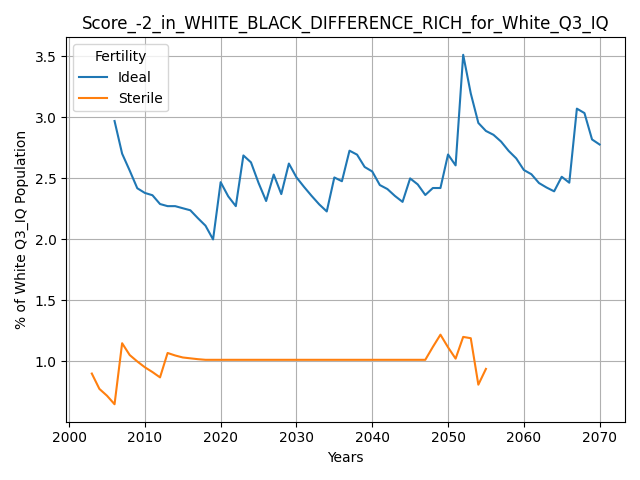 Score_-2_in_WHITE_BLACK_DIFFERENCE_RICH_for_White_Q3_IQ
Fertility
Ideal
Sterile
3.5
3.0
2.5
2.0
1.5
1.0
% of White Q3_IQ Population
2000
2010
2020
2030
2040
2050
2060
2070
Years